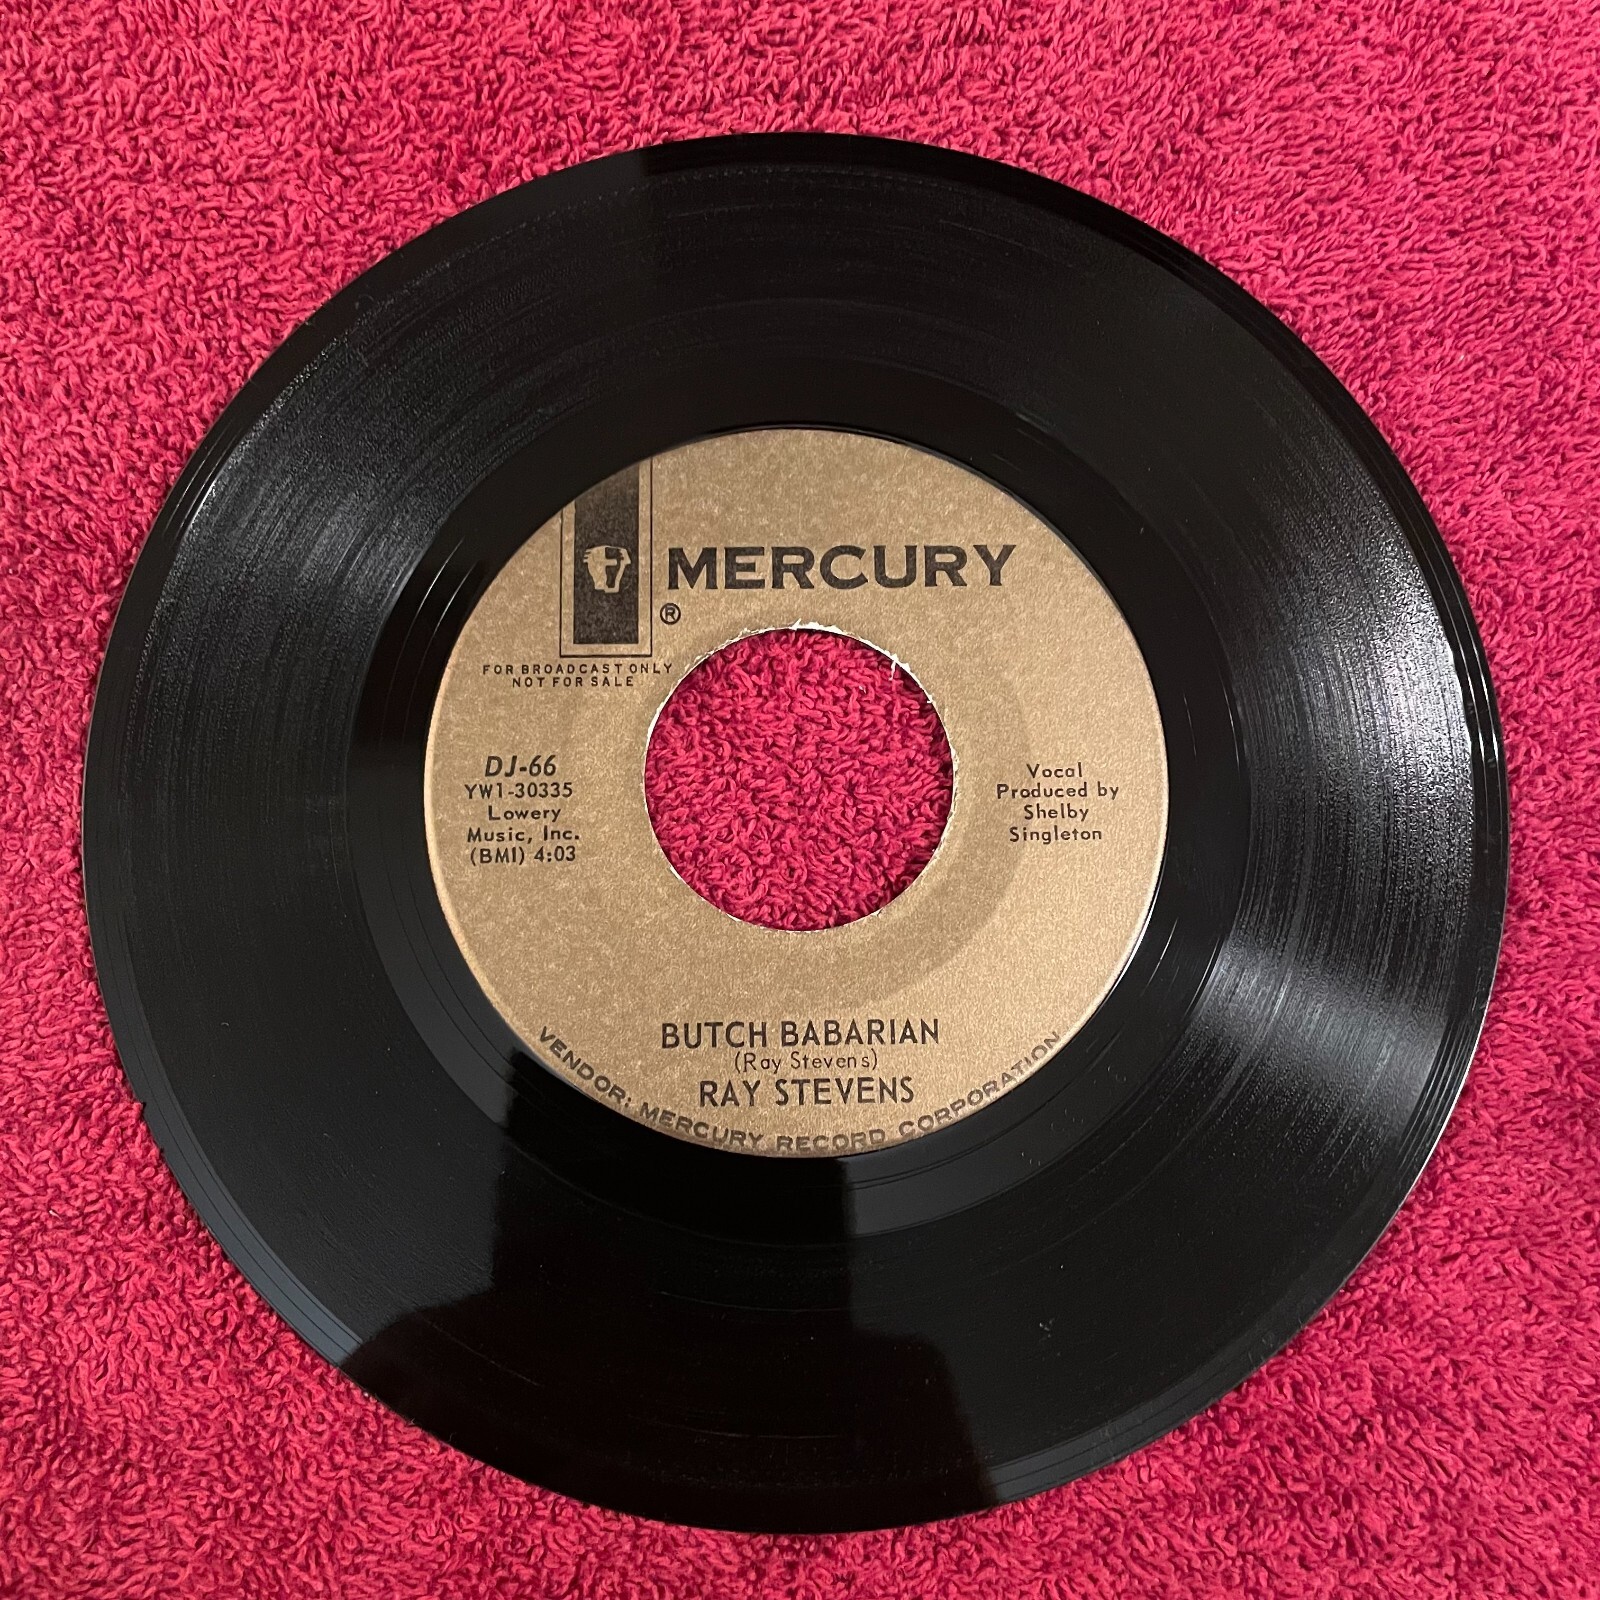 MERCURY
®
FOR BROADCAST ONLY
NOT FOR SALE
DJ-66
YW1-30335
Lowery
Music, Inc.
(BMI) 4:03
Vocal
Produced by
Shelby
Singleton
BUTCH BABARIAN
(Ray Stevens)
RAY STEVENS
VENDOR: MERCURY RECORD CORPORATION